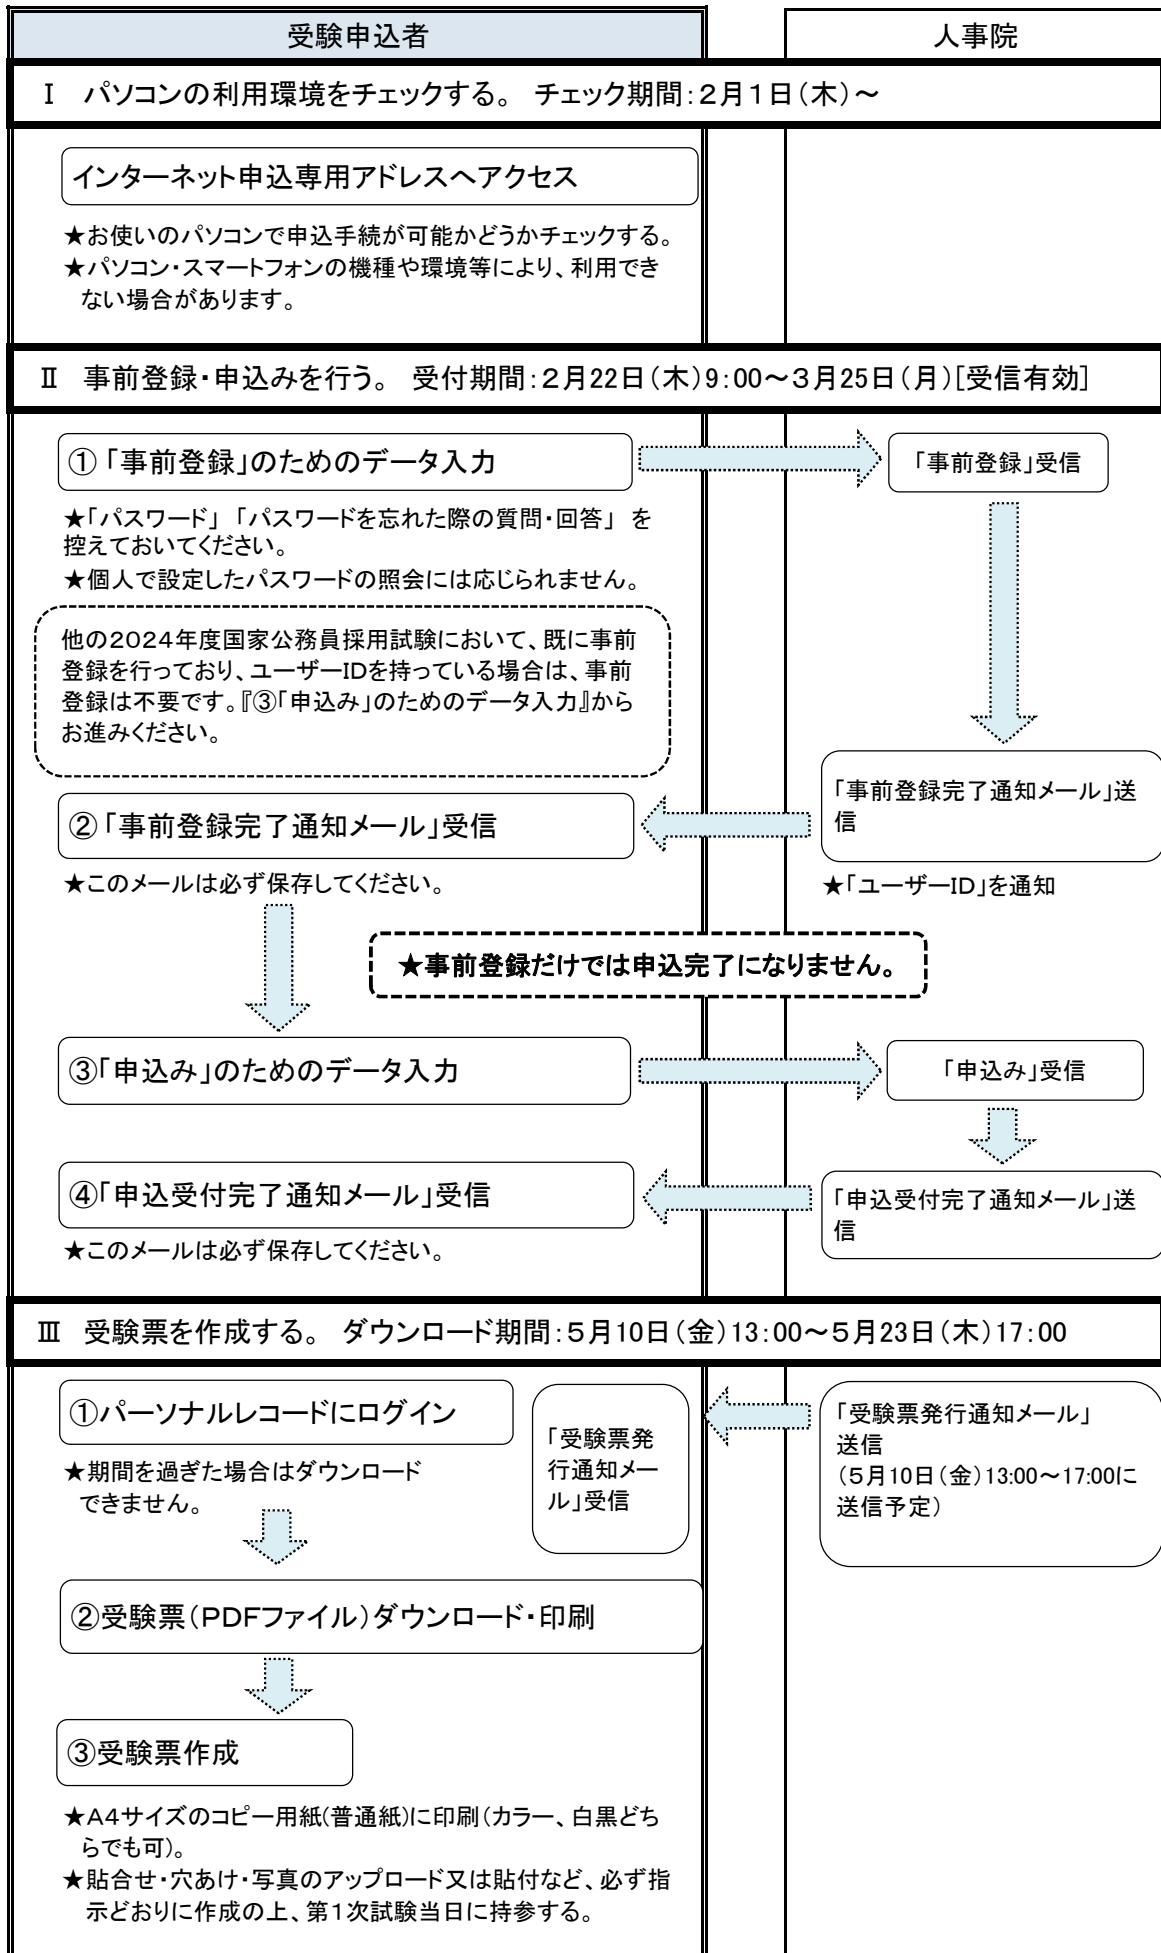 受験申込者
人事院
Ⅰ　パソコンの利用環境をチェックする。　チェック期間：２月１日（木）～
インターネット申込専用アドレスへアクセス
★お使いのパソコンで申込手続が可能かどうかチェックする。
★パソコン・スマートフォンの機種や環境等により、利用でき
ない場合があります。
Ⅱ　事前登録・申込みを行う。　受付期間：２月22日（木）9：00～３月25日（月）[受信有効]
①「事前登録」のためのデータ入力
「事前登録」受信
★「パスワード」「パスワードを忘れた際の質問・回答」 を
控えておいてください。
★個人で設定したパスワードの照会には応じられません。
他の２０２４年度国家公務員採用試験において、既に事前
登録を行っており、ユーザーIDを持っている場合は、事前
登録は不要です。『③「申込み」のためのデータ入力』から
お進みください。
「事前登録完了通知メール」送
信
②「事前登録完了通知メール」受信
★このメールは必ず保存してください。
★「ユーザーID」を通知
★事前登録だけでは申込完了になりません。
③「申込み」のためのデータ入力
「申込み」受信
④「申込受付完了通知メール」受信
「申込受付完了通知メール」送
信
★このメールは必ず保存してください。
Ⅲ　受験票を作成する。　ダウンロード期間：５月10日（金）13：00～５月23日（木）17：00
①パーソナルレコードにログイン
★期間を過ぎた場合はダウンロード
できません。
「受験票発
行通知メー
ル」受信
「受験票発行通知メール」
送信
（５月10日（金）13:00～17:00に
送信予定）
②受験票（ＰＤＦファイル）ダウンロード・印刷
③受験票作成
★Ａ４サイズのコピー用紙(普通紙)に印刷（カラー、白黒どち
らでも可）。
★貼合せ・穴あけ・写真のアップロード又は貼付など、必ず指
示どおりに作成の上、第１次試験当日に持参する。